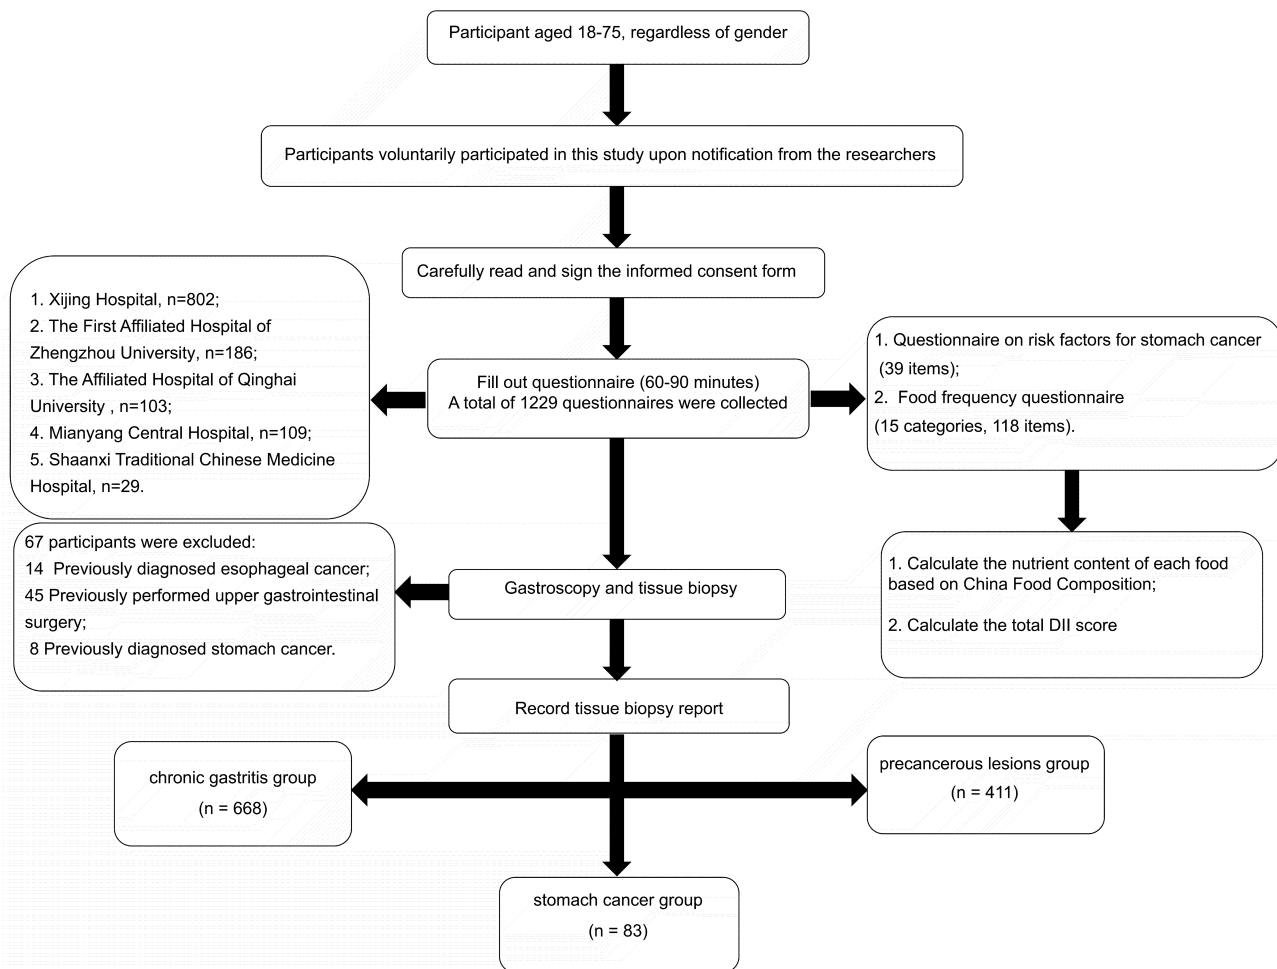 Participant aged 18-75, regardless of gender
Participants voluntarily participated in this study upon notification from the researchers
Carefully read and sign the informed consent form
1. Xijing Hospital, n=802;
2. The First Affiliated Hospital of
Zhengzhou University, n=186;
3. The Affiliated Hospital of Qinghai
University , n=103;
4. Mianyang Central Hospital, n=109;
5. Shaanxi Traditional Chinese Medicine
Hospital, n=29.
Fill out questionnaire (60-90 minutes)
A total of 1229 questionnaires were collected
1. Questionnaire on risk factors for stomach cancer
(39 items);
2. Food frequency questionnaire
(15 categories, 118 items).
67 participants were excluded:
14 Previously diagnosed esophageal cancer;
45 Previously performed upper gastrointestinal
surgery;
8 Previously diagnosed stomach cancer.
Gastroscopy and tissue biopsy
1. Calculate the nutrient content of each food
based on China Food Composition;
2. Calculate the total DII score
Record tissue biopsy report
chronic gastritis group
(n = 668)
precancerous lesions group
(n = 411)
stomach cancer group
(n = 83)